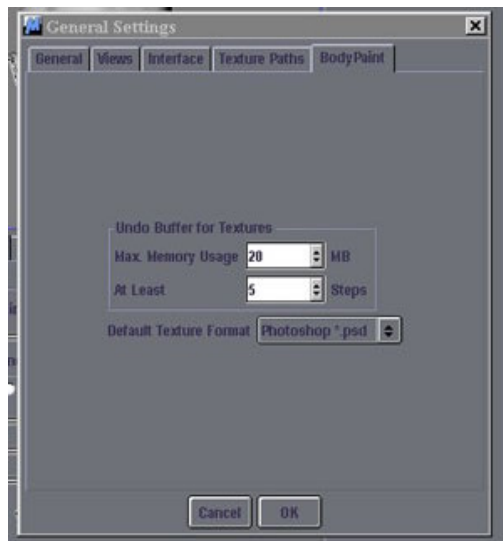 General Settings
General Views Interface Texture Paths BodyPaint
Undo Buffer for Textures
Max. Memory Usage 20 MB
At Least 5 Steps
Default Texture Format Photoshop *.psd
Cancel OK